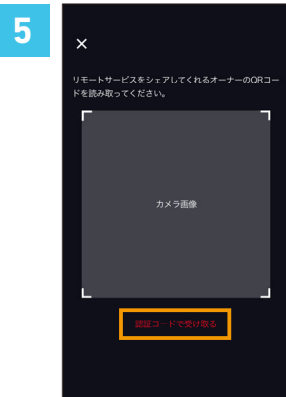 5
×
リモートサービスをシェアしてくれるオーナーのQRコー
ドを読み取ってください。
カメラ画像
認証コードで受け取る